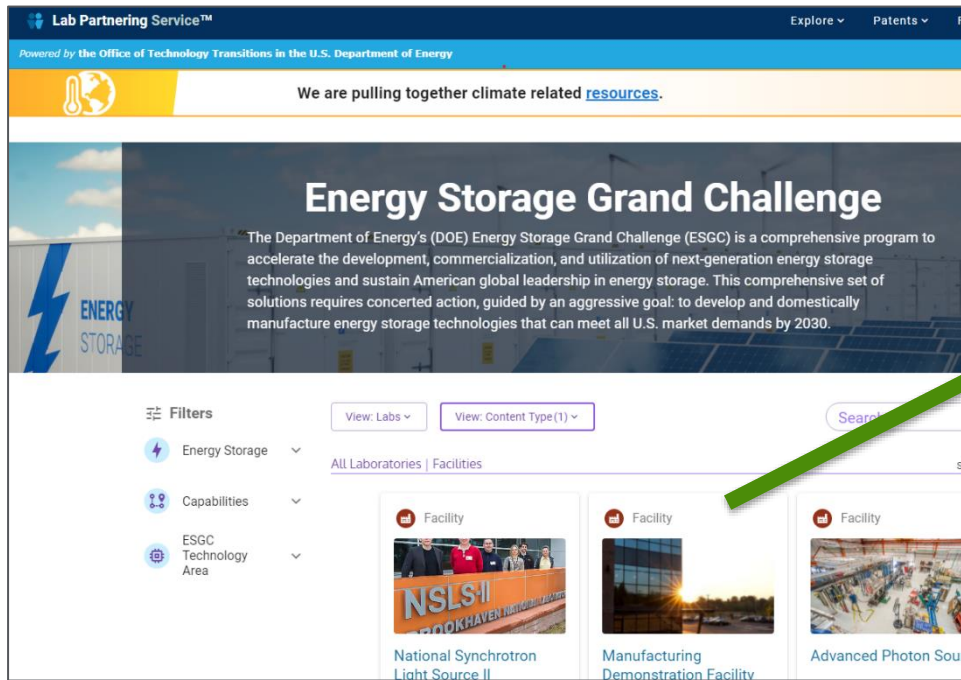 Lab Partnering Service™
Explore Patents
Powered by the Office of Technology Transitions in the U.S. Department of Energy
We are pulling together climate related resources.
Energy Storage Grand Challenge
The Department of Energy's (DOE) Energy Storage Grand Challenge (ESGC) is a comprehensive program to
accelerate the development, commercialization, and utilization of next-generation energy storage
technologies and sustain American global leadership in energy storage. This comprehensive set of
solutions requires concerted action, guided by an aggressive goal: to develop and domestically
manufacture energy storage technologies that can meet all U.S. market demands by 2030.
ENERGY
STORAGE
Filters
View: Labs
View: Content Type(1)
Search
Energy Storage
All Laboratories | Facilities
Capabilities
ESGC
Technology
Area
Facility
Facility
Facility
NSLS-II
BROOKHAVEN NATIONAL
National Synchrotron
Light Source II
Manufacturing
Demonstration Facility
Advanced Photon